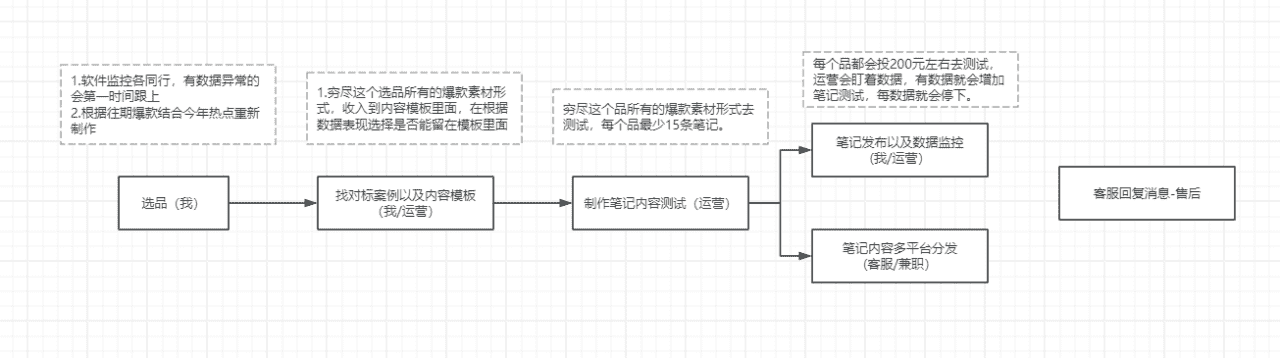 1.软件监控各同行，有数据异常的
会第一时间跟上
2.根据往期爆款结合今年热点重新
制作
1.穷尽这个选品所有的爆款素材形
式，收入到内容模板里面，在根据
数据表现选择是否能留在模板里面
穷尽这个品所有的爆款素材形式去
测试，每个品最少15条笔记。
每个品都会投200元左右去测试，
运营会盯着数据，有数据就会增加
笔记测试，每数据就会停下。
选品（我）
找对标案例以及内容模板
（我/运营）
制作笔记内容测试（运营）
笔记发布以及数据监控
（我/运营）
笔记内容多平台分发
（客服/兼职）
客服回复消息-售后